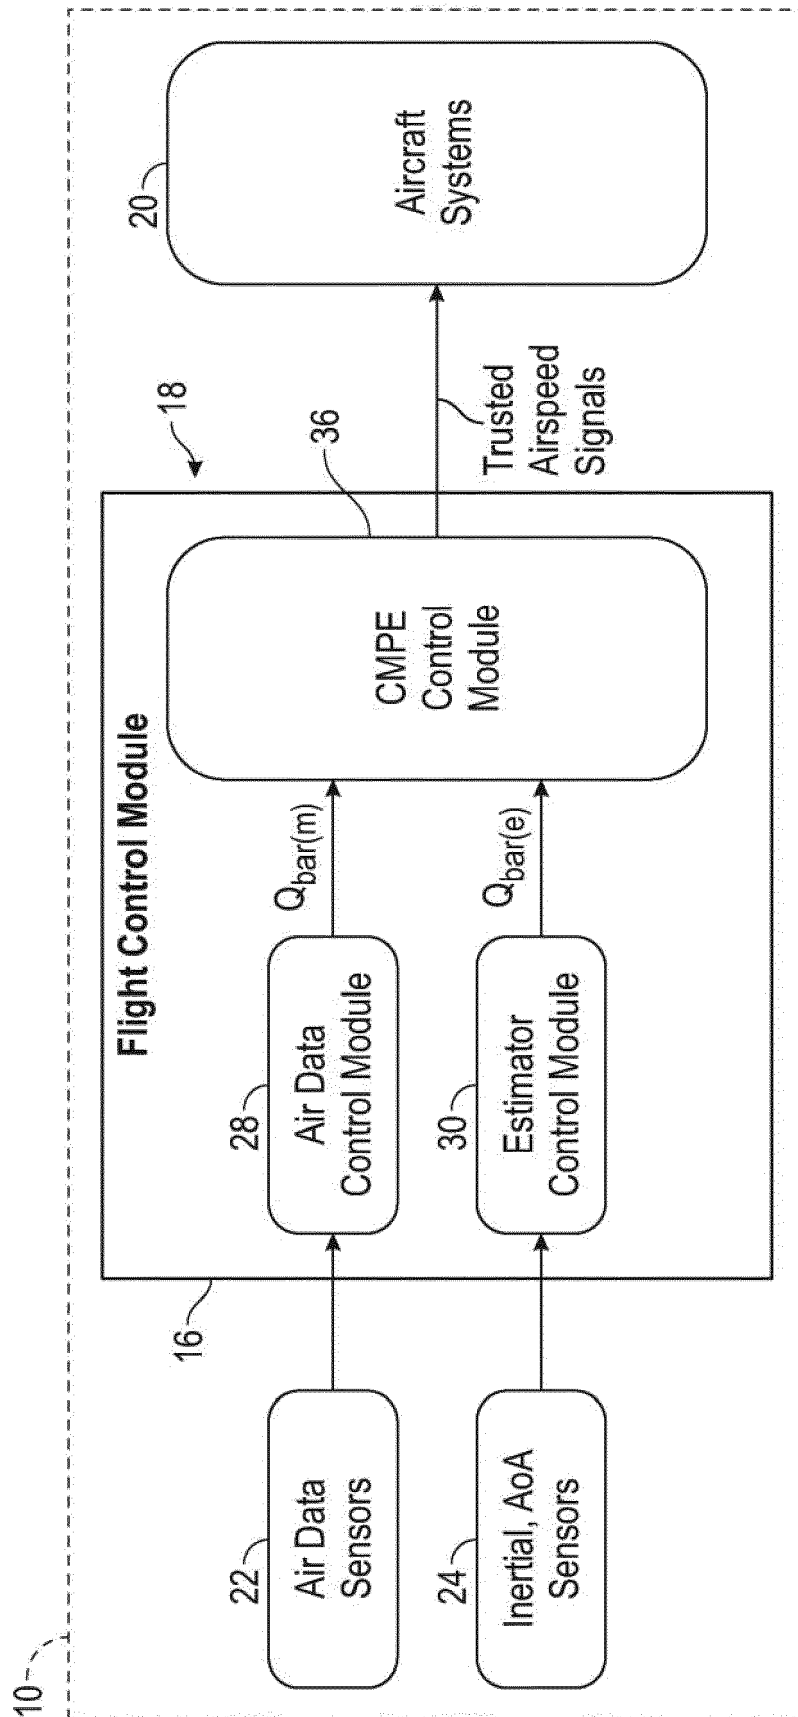 10
22
Air Data
Sensors
24
Inertial, AoA
Sensors
16
Flight Control Module
18
28
Air Data
Control Module
Qbar(m)
30
Estimator
Control Module
Qbar(e)
36
CMPE
Control
Module
Trusted
Airspeed
Signals
20
Aircraft
Systems